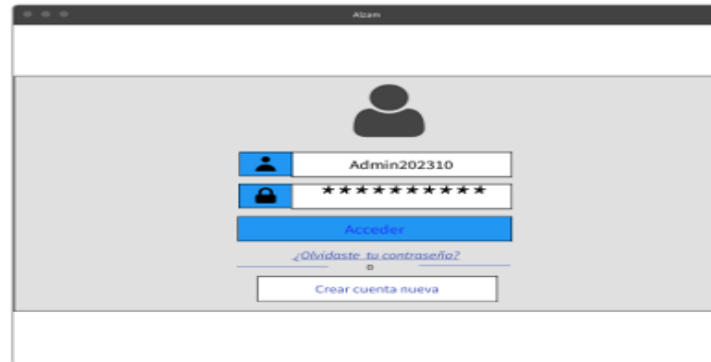 Alzam
Admin202310
**********
Acceder
¿Olvidaste tu contraseña?
o
Crear cuenta nueva